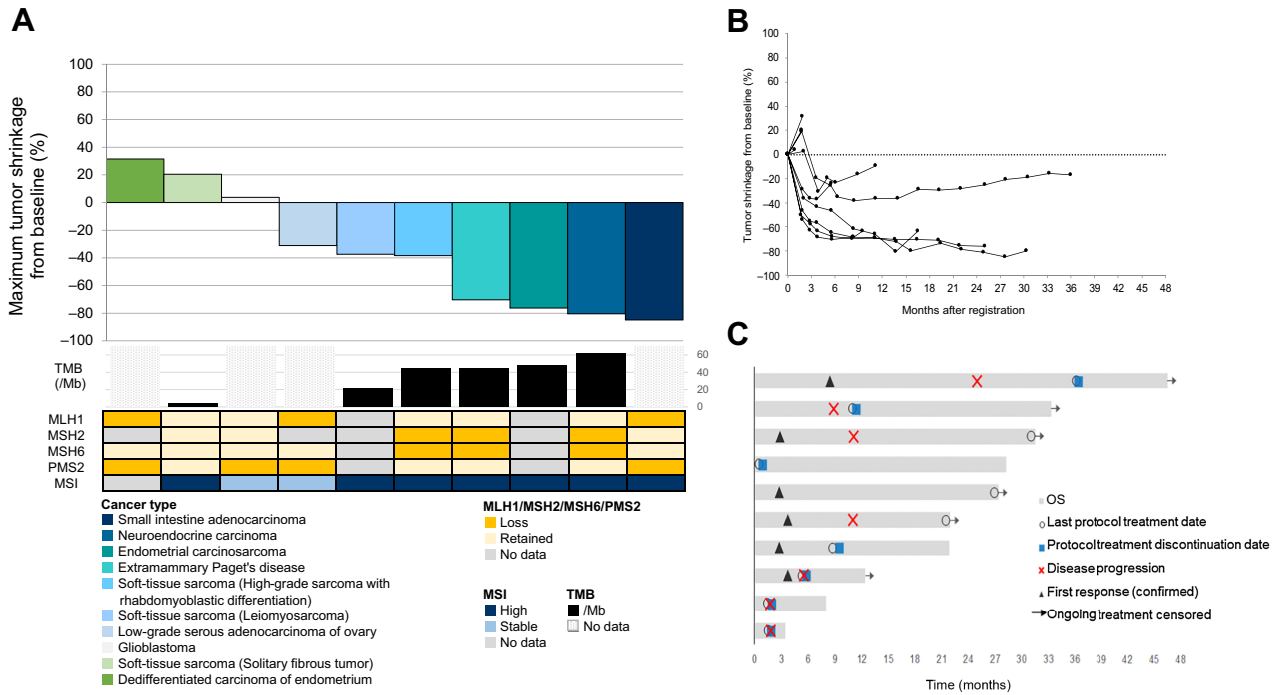 A
Maximum tumor shrinkage
from baseline (%)
100
80
60
40
20
0
–20
–40
–60
–80
–100
TMB
(/Mb)
60
40
20
0
MLH1
MSH2
MSH6
PMS2
MSI
Cancer type
Small intestine adenocarcinoma
Neuroendocrine carcinoma
Endometrial carcinosarcoma
Extramammary Paget's disease
Soft-tissue sarcoma (High-grade sarcoma with
rhabdomyoblastic differentiation)
Soft-tissue sarcoma (Leiomyosarcoma)
Low-grade serous adenocarcinoma of ovary
Glioblastoma
Soft-tissue sarcoma (Solitary fibrous tumor)
Dedifferentiated carcinoma of endometrium
MLH1/MSH2/MSH6/PMS2
Loss
Retained
No data
MSI
High
Stable
No data
TMB
/Mb
No data
B
Tumor shrinkage from baseline (%)
100
80
60
40
20
0
–20
–40
–60
–80
–100
0 3 6 9 12 15 18 21 24 27 30 33 36 42 45 48
Months after registration
C
OS
Last protocol treatment date
Protocol treatment discontinuation date
Disease progression
First response (confirmed)
Ongoing treatment censored
0 3 6 9 12 15 18 21 24 27 30 33 36 39 42 45 48
Time (months)